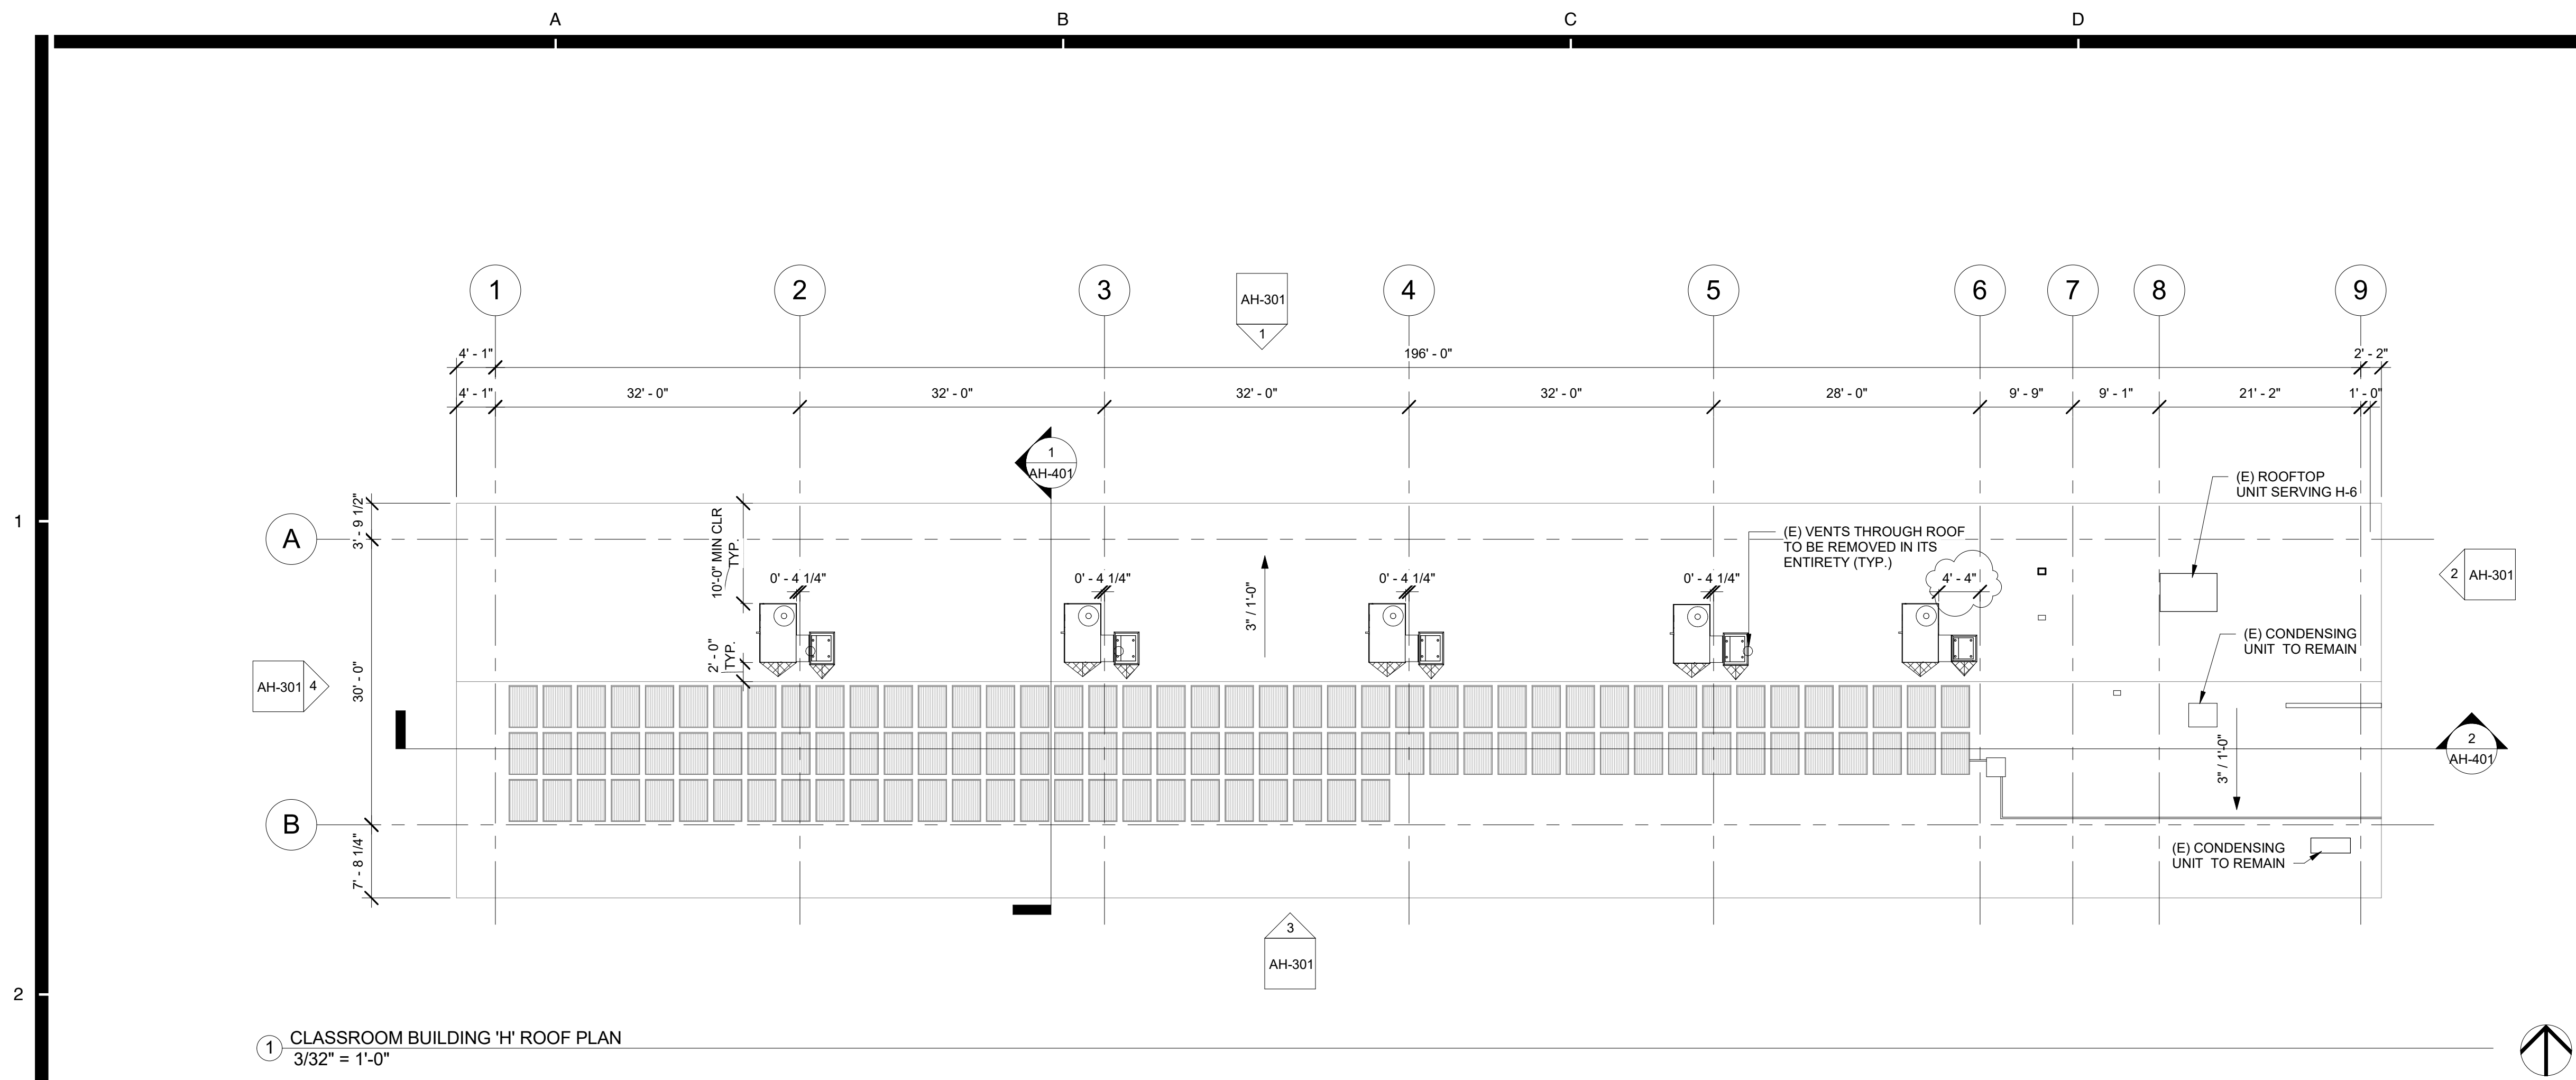 A B C D
1 2 3 4 5 6 7 8 9
AH-301
1
4' - 1" 196' - 0" 2' - 2"
4' - 1" 32' - 0" 32' - 0" 32' - 0" 32' - 0" 28' - 0" 9' - 9" 9' - 1" 21' - 2" 1' - 0"
1
AH-401
(E) ROOFTOP
UNIT SERVING H-6
1
A
3' - 9 1/2"
10'-0" MIN CLR
TYP.
(E) VENTS THROUGH ROOF
TO BE REMOVED IN ITS
ENTIRETY (TYP.)
0' - 4 1/4" 0' - 4 1/4" 0' - 4 1/4" 0' - 4 1/4" 4' - 4"
2 AH-301
3" / 1'-0"
(E) CONDENSING
UNIT TO REMAIN
2' - 0"
TYP.
AH-301 4
30' - 0"
3" / 1'-0"
2
AH-401
B
7' - 8 1/4"
(E) CONDENSING
UNIT TO REMAIN
3
AH-301
2
1 CLASSROOM BUILDING 'H' ROOF PLAN
3/32" = 1'-0"